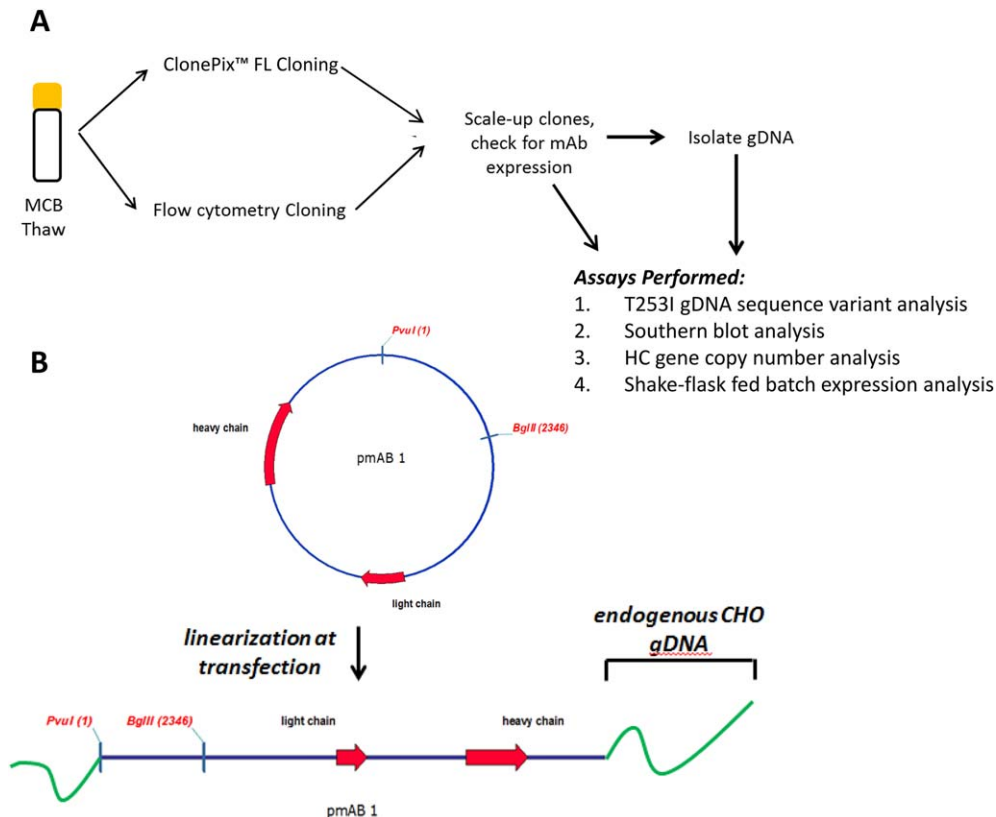 A
ClonePix™ FL Cloning
MCB
Thaw
Flow cytometry Cloning
Scale-up clones,
check for mAb
expression
Isolate gDNA
Assays Performed:
1. T253I gDNA sequence variant analysis
2. Southern blot analysis
3. HC gene copy number analysis
4. Shake-flask fed batch expression analysis
B
PvuI (1)
BglII (2346)
heavy chain
pmAB 1
light chain
linearization at
transfection
endogenous CHO
gDNA
PvuI (1)
BglII (2346)
light chain
heavy chain
pmAB 1